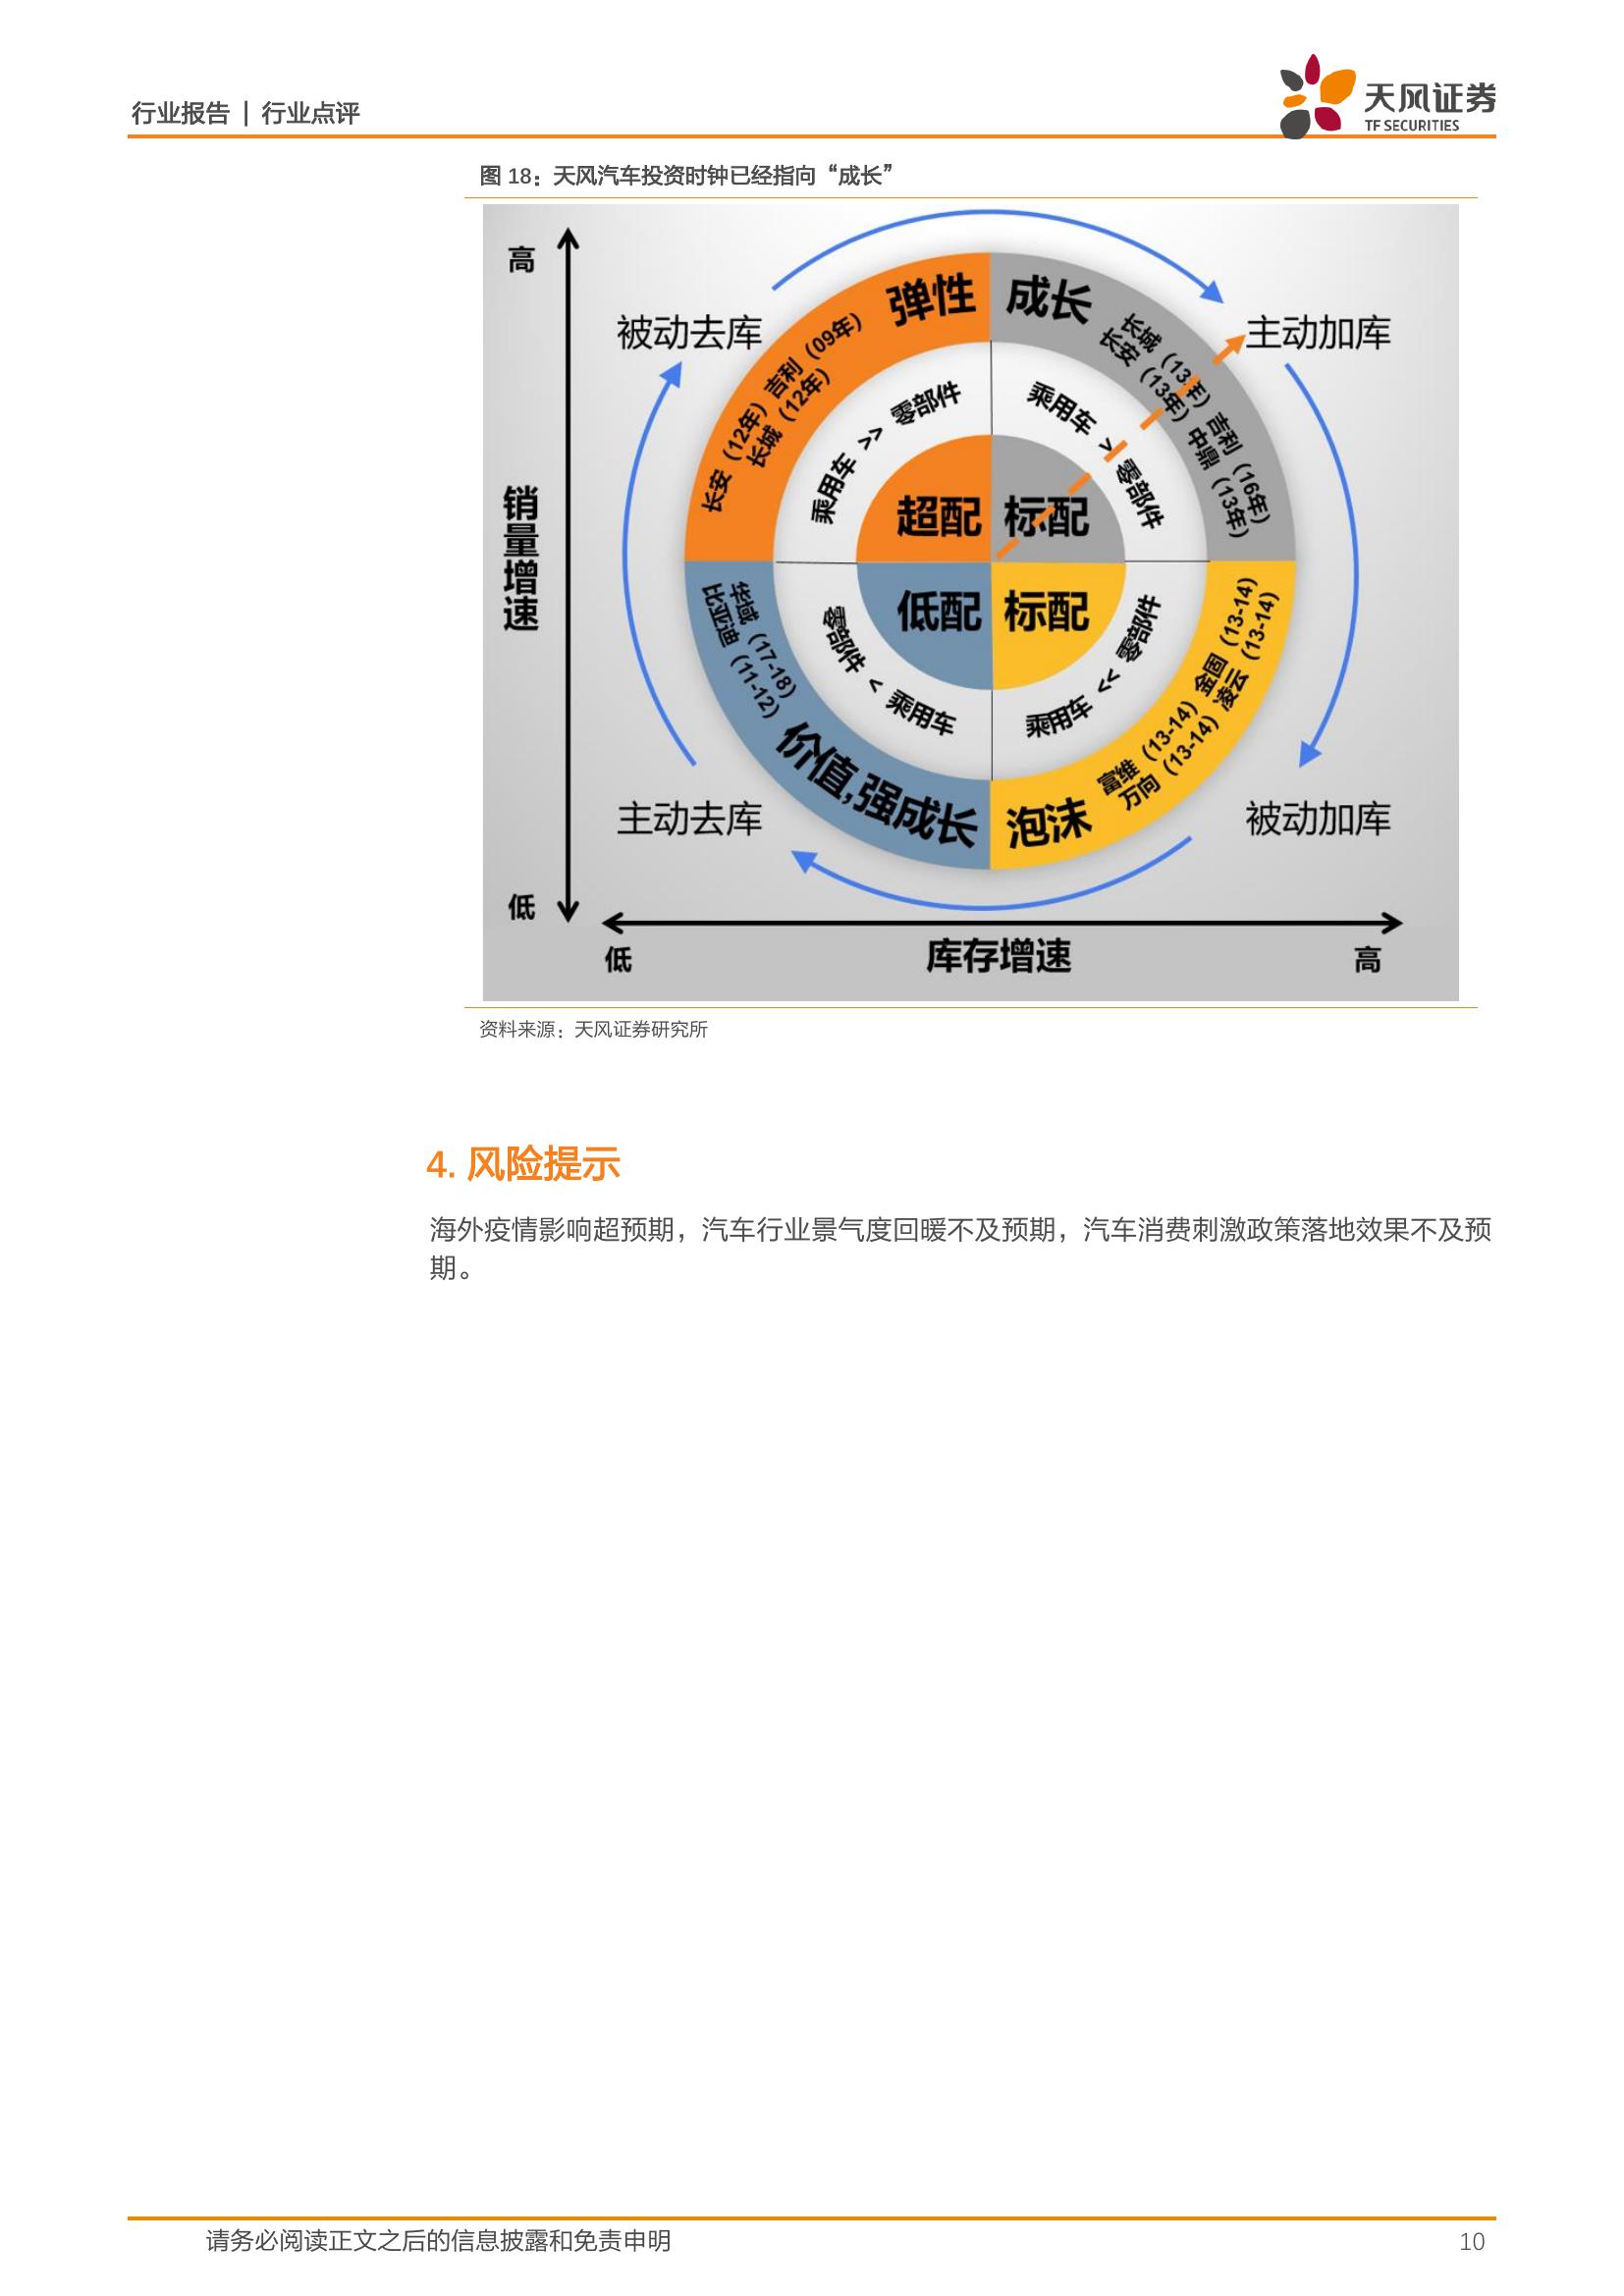 行业报告 | 行业点评
天风证券
TF SECURITIES
图 18：天风汽车投资时钟已经指向“成长”
高
销量增速
低
被动去库
主动加库
弹性
成长
吉利（09年）
长安（12年）
长城（12年）
长城（13年）
长安（13年）
吉利（16年）
中鼎（13年）
乘用车 >> 零部件
乘用车 > 零部件
超配
标配
低配
标配
零部件 < 乘用车
乘用车 << 零部件
华域（17-18）
比亚迪（11-12）
价值,强成长
泡沫
富维（13-14）
金固（13-14）
万向（13-14）
凌云（13-14）
主动去库
被动加库
低
库存增速
高
资料来源：天风证券研究所
4. 风险提示
海外疫情影响超预期，汽车行业景气度回暖不及预期，汽车消费刺激政策落地效果不及预
期。
请务必阅读正文之后的信息披露和免责申明
10